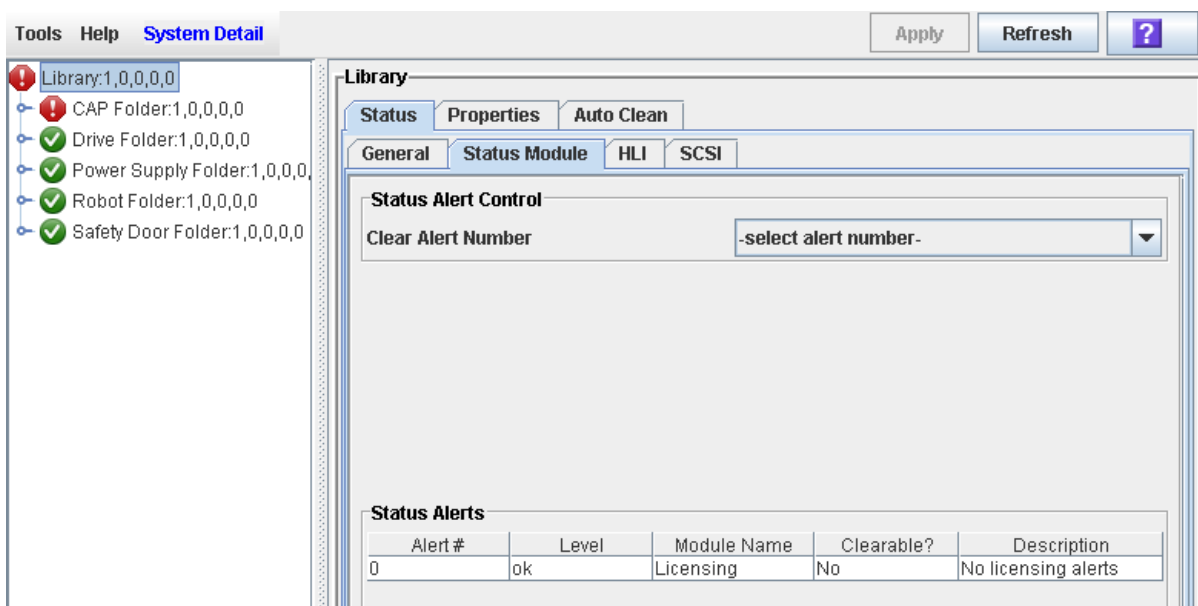 Tools Help System Detail Apply Refresh ?
Library:1,0,0,0,0
CAP Folder:1,0,0,0,0
Drive Folder:1,0,0,0,0
Power Supply Folder:1,0,0,0,
Robot Folder:1,0,0,0,0
Safety Door Folder:1,0,0,0,0
Library
Status Properties Auto Clean
General Status Module HLI SCSI
Status Alert Control
Clear Alert Number -select alert number-
Status Alerts
Alert # Level Module Name Clearable? Description
0 ok Licensing No No licensing alerts